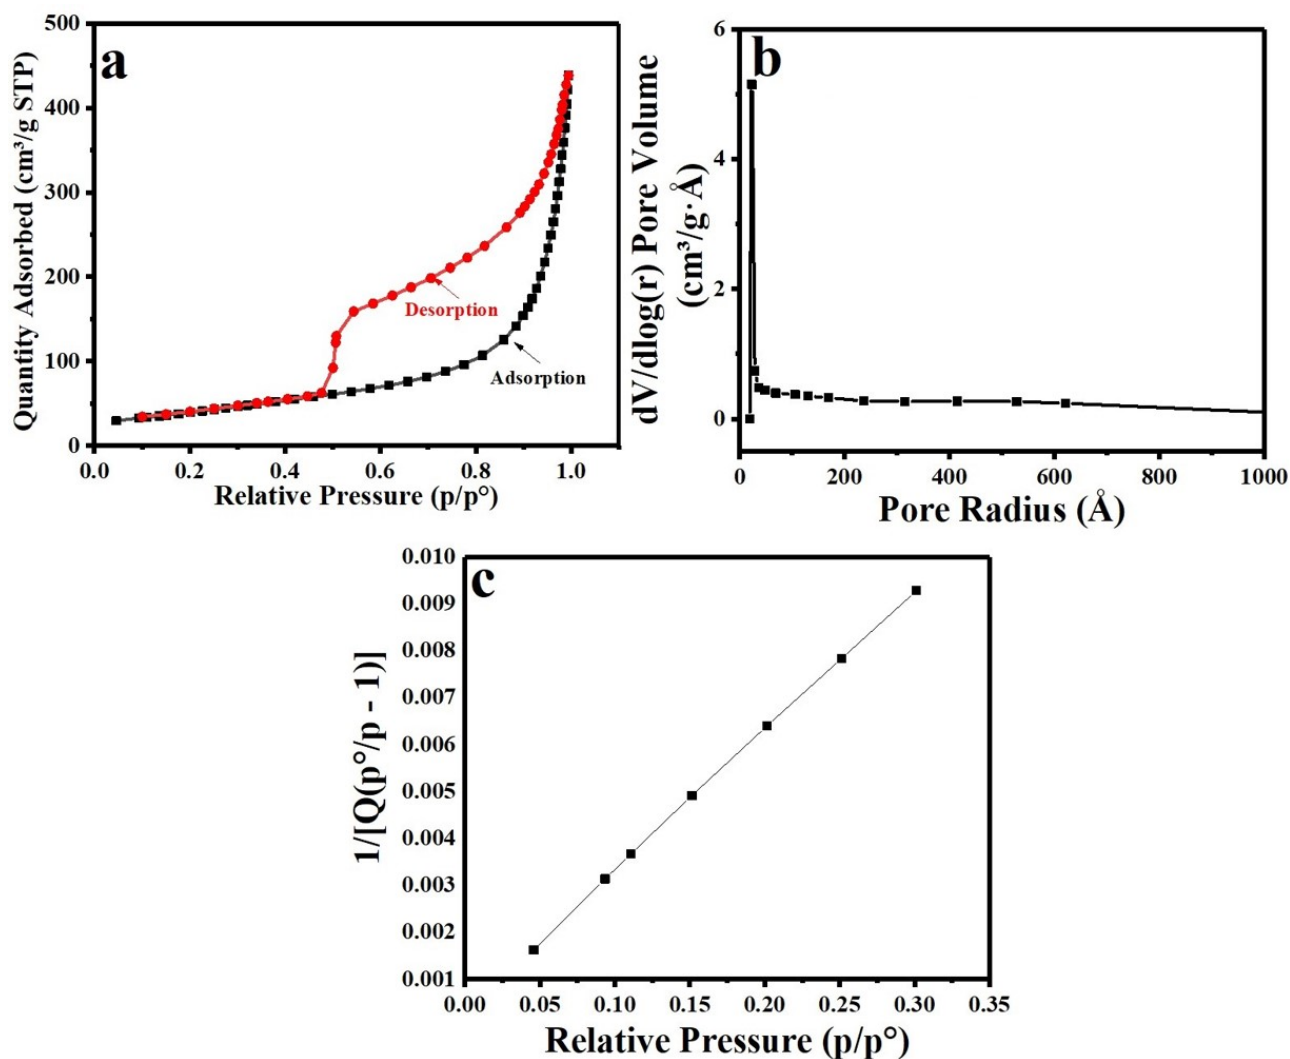 a
Quantity Adsorbed (cm³/g STP)
500
400
300
200
100
0
0.0 0.2 0.4 0.6 0.8 1.0
Relative Pressure (p/p°)
Desorption
Adsorption
b
dV/dlog(r) Pore Volume
(cm³/g·Å)
6
4
2
0
0 200 400 600 800 1000
Pore Radius (Å)
c
1/[Q(p°/p - 1)]
0.010
0.009
0.008
0.007
0.006
0.005
0.004
0.003
0.002
0.001
0.00 0.05 0.10 0.15 0.20 0.25 0.30 0.35
Relative Pressure (p/p°)